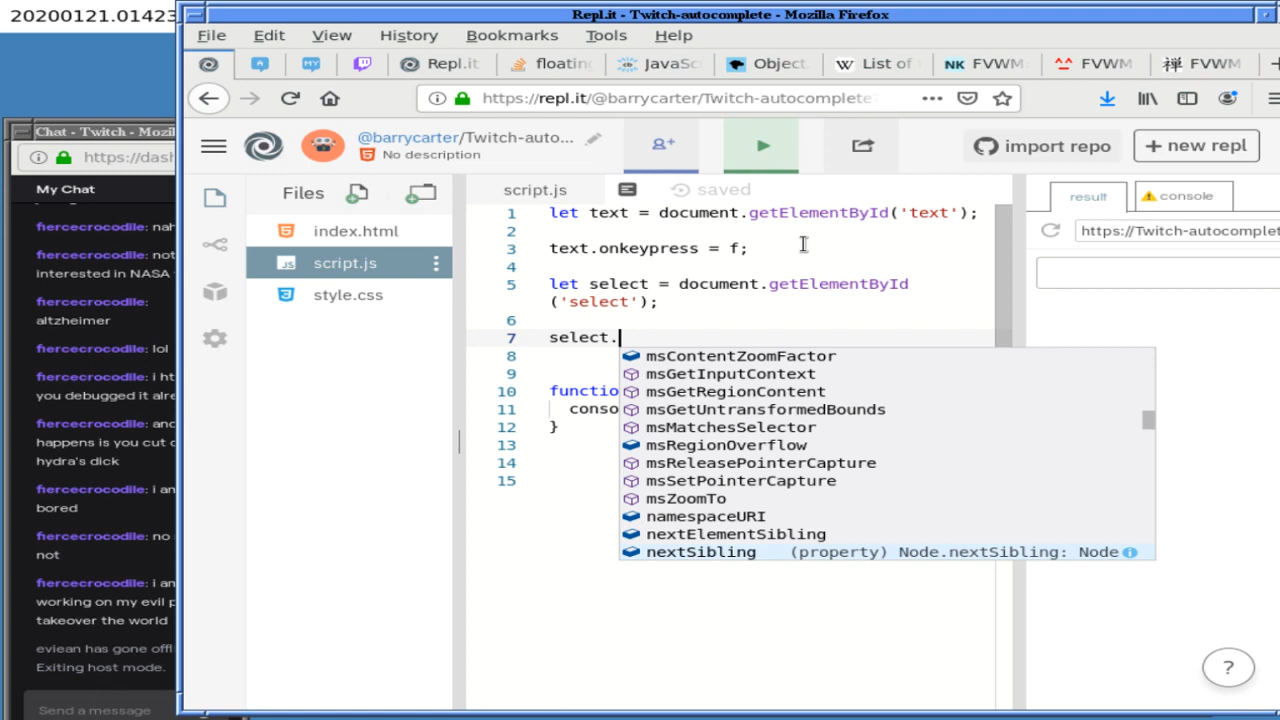 20200121.01423
Repl.it - Twitch-autocomplete - Mozilla Firefox
File Edit View History Bookmarks Tools Help
Repl.it floating JavaSc Object. List of NK FVWM FVWM 禅 FVWM
https://repl.it/@barrycarter/Twitch-autocomplete
@barrycarter/Twitch-auto...
No description
import repo
+ new repl
Chat - Twitch - Mozil
https://dash
My Chat
fiercecrocodile: nah
fiercecrocodile: not
interested in NASA
fiercecrocodile:
altzheimer
fiercecrocodile: lol
fiercecrocodile: i ht
you debugged it alre
fiercecrocodile: and
happens is you cut o
hydra's dick
fiercecrocodile: i am
bored
fiercecrocodile: no
not
fiercecrocodile: i am
working on my evil p
takeover the world
eviean has gone offl
Exiting host mode.
Send a message
Files
index.html
script.js
style.css
script.js
saved
1 let text = document.getElementById('text');
2
3 text.onkeypress = f;
4
5 let select = document.getElementById
('select');
6
7 select.
8
9
10 functio
11 conso
12 }
13
14
15
msContentZoomFactor
msGetInputContext
msGetRegionContent
msGetUntransformedBounds
msMatchesSelector
msRegionOverflow
msReleasePointerCapture
msSetPointerCapture
msZoomTo
namespaceURI
nextElementSibling
nextSibling (property) Node.nextSibling: Node
result
console
https://Twitch-autocomplete
?